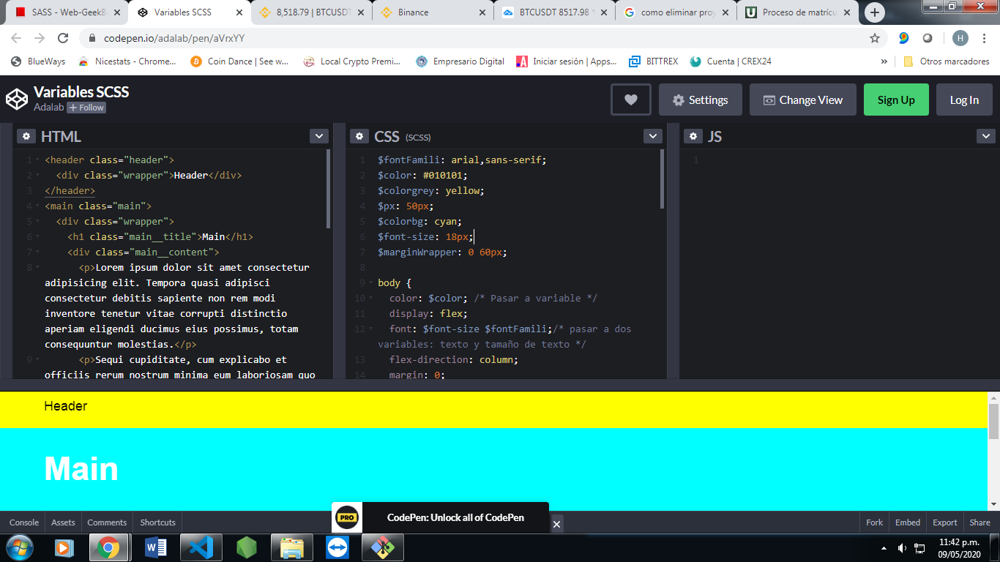 SASS - Web-GeekB
Variables SCSS
8,518.79 | BTCUSDT
Binance
BTCUSDT 8517.98
como eliminar proy
Proceso de matrícu
codepen.io/adalab/pen/aVrxYY
H
BlueWays
Nicestats - Chrome...
Coin Dance | See w...
Local Crypto Premi...
Empresario Digital
Iniciar sesión | Apps...
BITTREX
Cuenta | CREX24
»
Otros marcadores
Variables SCSS
Adalab + Follow
Settings
Change View
Sign Up
Log In
HTML
1 <header class="header">
2 <div class="wrapper">Header</div>
3 </header>
4 <main class="main">
5 <div class="wrapper">
6 <h1 class="main__title">Main</h1>
7 <div class="main__content">
8 <p>Lorem ipsum dolor sit amet consectetur
adipisicing elit. Tempora quasi adipisci
consectetur debitis sapiente non rem modi
inventore tenetur vitae corrupti distinctio
aperiam eligendi ducimus eius possimus, totam
consequuntur molestias.</p>
9 <p>Sequi cupiditate, cum explicabo et
officiis rerum nostrum minima eum laboriosam quo
CSS (SCSS)
1 $fontFamili: arial,sans-serif;
2 $color: #010101;
3 $colorgrey: yellow;
4 $px: 50px;
5 $colorbg: cyan;
6 $font-size: 18px;
7 $marginWrapper: 0 60px;
8
9 body {
10 color: $color; /* Pasar a variable */
11 display: flex;
12 font: $font-size $fontFamili;/* pasar a dos
variables: texto y tamaño de texto */
13 flex-direction: column;
14 margin: 0;
JS
1
Header
Main
PRO
CodePen: Unlock all of CodePen
Console
Assets
Comments
Shortcuts
Fork
Embed
Export
Share
11:42 p.m.
09/05/2020